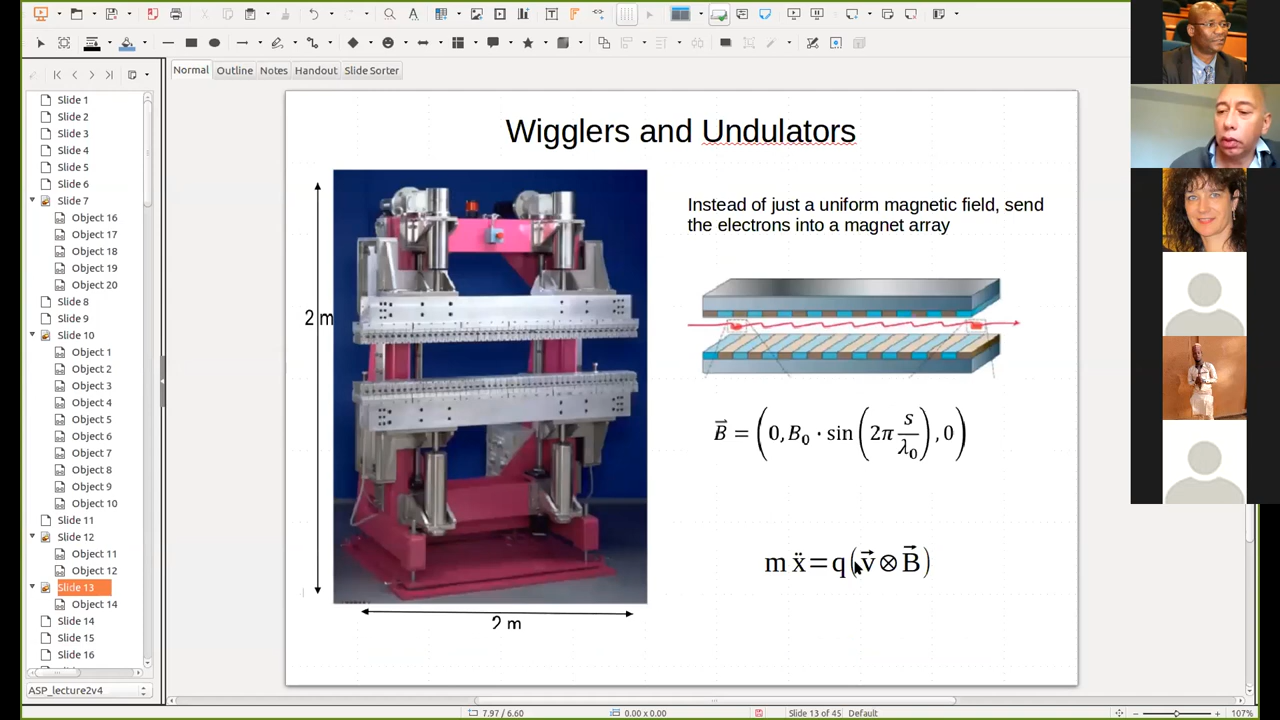 Normal
Outline
Notes
Handout
Slide Sorter
Slide 1
Slide 2
Slide 3
Slide 4
Slide 5
Slide 6
Slide 7
Object 16
Object 17
Object 18
Object 19
Object 20
Slide 8
Slide 9
Slide 10
Object 1
Object 2
Object 3
Object 4
Object 5
Object 6
Object 7
Object 8
Object 9
Object 10
Slide 11
Slide 12
Object 11
Object 12
Slide 13
Object 14
Slide 14
Slide 15
Slide 16
ASP_lecture2v4
Wigglers and Undulators
2 m
2 m
Instead of just a uniform magnetic field, send
the electrons into a magnet array
B⃗ = (0, B₀ · sin(2π s/λ₀), 0)
m ẍ = q (v⃗ ⊗ B⃗)
7.97 / 6.60
0.00 x 0.00
Slide 13 of 45
Default
107%